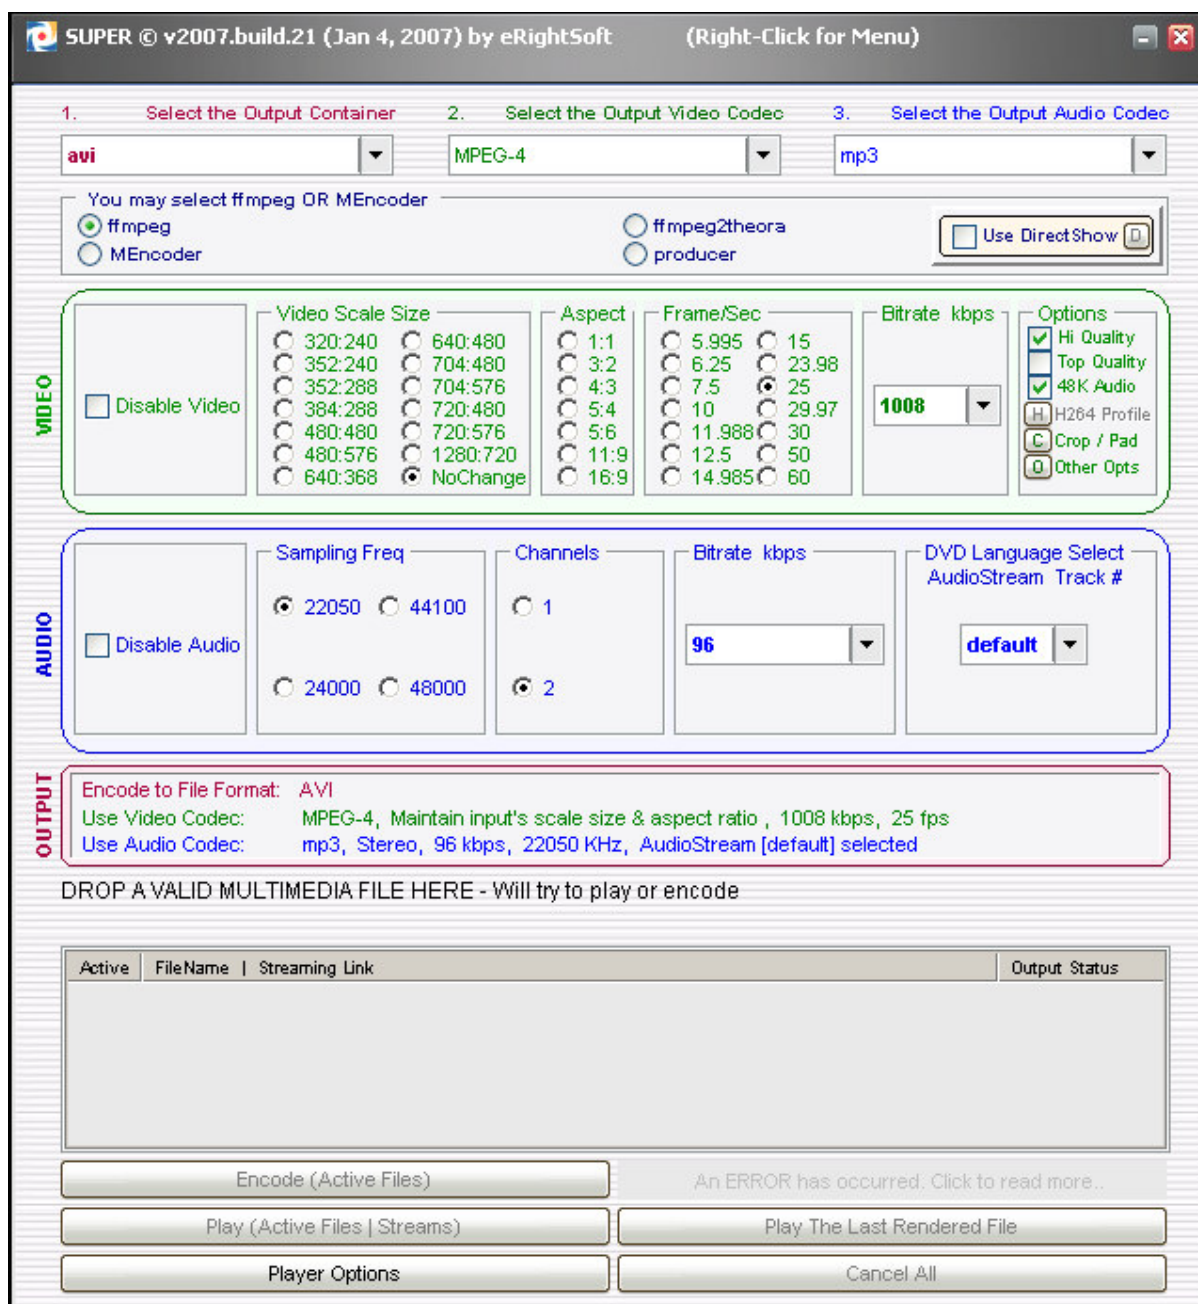 SUPER © v2007.build.21 (Jan 4, 2007) by eRightSoft (Right-Click for Menu)
1. Select the Output Container 2. Select the Output Video Codec 3. Select the Output Audio Codec
avi MPEG-4 mp3
You may select ffmpeg OR MEncoder
ffmpeg ffmpeg2theora
MEncoder producer
Use DirectShow D
VIDEO
Disable Video
Video Scale Size
320:240 640:480
352:240 704:480
352:288 704:576
384:288 720:480
480:480 720:576
480:576 1280:720
640:368 NoChange
Aspect
1:1
3:2
4:3
5:4
5:6
11:9
16:9
Frame/Sec
5.995 15
6.25 23.98
7.5 25
10 29.97
11.988 30
12.5 50
14.985 60
Bitrate kbps
1008
Options
Hi Quality
Top Quality
48K Audio
H H264 Profile
C Crop / Pad
O Other Opts
AUDIO
Disable Audio
Sampling Freq
22050 44100
24000 48000
Channels
1
2
Bitrate kbps
96
DVD Language Select
AudioStream Track #
default
OUTPUT
Encode to File Format: AVI
Use Video Codec: MPEG-4, Maintain input's scale size & aspect ratio , 1008 kbps, 25 fps
Use Audio Codec: mp3, Stereo, 96 kbps, 22050 KHz, AudioStream [default] selected
DROP A VALID MULTIMEDIA FILE HERE - Will try to play or encode
Active FileName | Streaming Link Output Status
Encode (Active Files) An ERROR has occurred. Click to read more..
Play (Active Files | Streams) Play The Last Rendered File
Player Options Cancel All